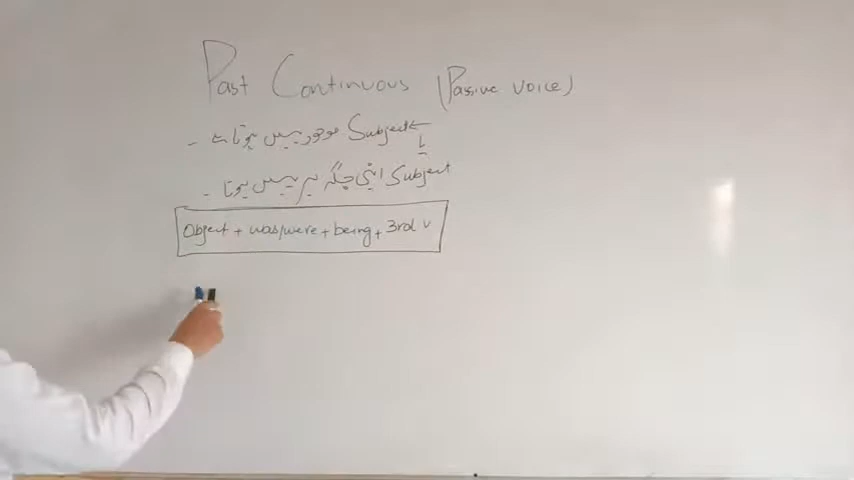 Past Continuous (Passive voice)
Subject موجود نہیں ہوتا ہے -
یا
Subject اپنی جگہ پر نہیں ہوتا -
Object + was/were + being + 3rd v